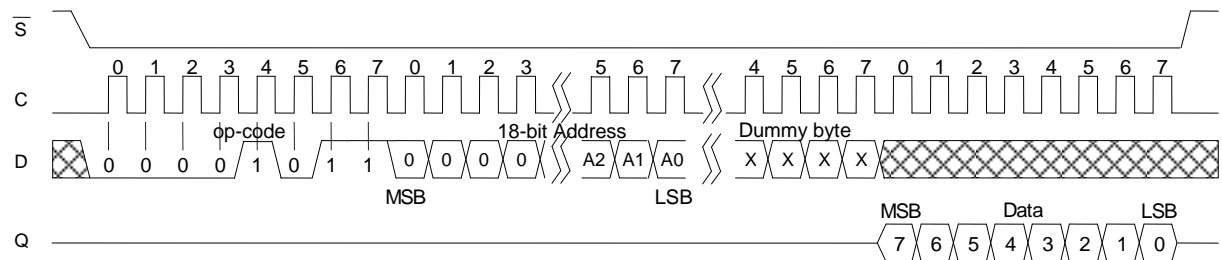 S
0 1 2 3 4 5 6 7 0 1 2 3 5 6 7 4 5 6 7 0 1 2 3 4 5 6 7
C
op-code 18-bit Address Dummy byte
D 0 0 0 0 1 0 1 1 0 0 0 0 A2 A1 A0 X X X X
MSB LSB
MSB Data LSB
Q 7 6 5 4 3 2 1 0